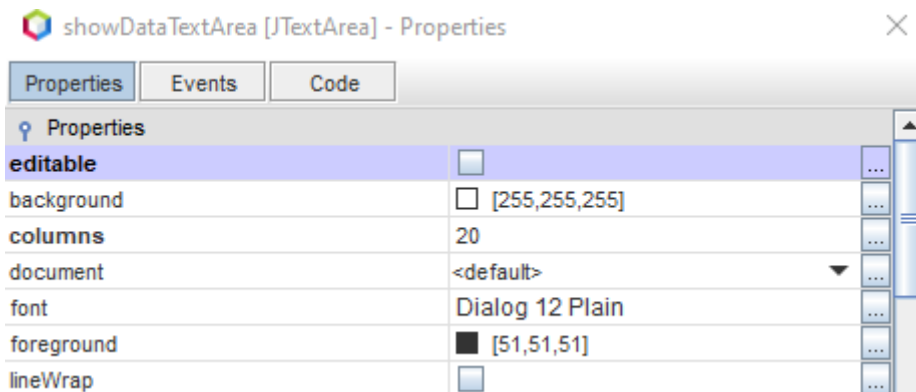 showDataTextArea [JTextArea] - Properties
Properties Events Code
Properties
editable ...
background [255,255,255] ...
columns 20 ...
document <default> ...
font Dialog 12 Plain ...
foreground [51,51,51] ...
lineWrap ...